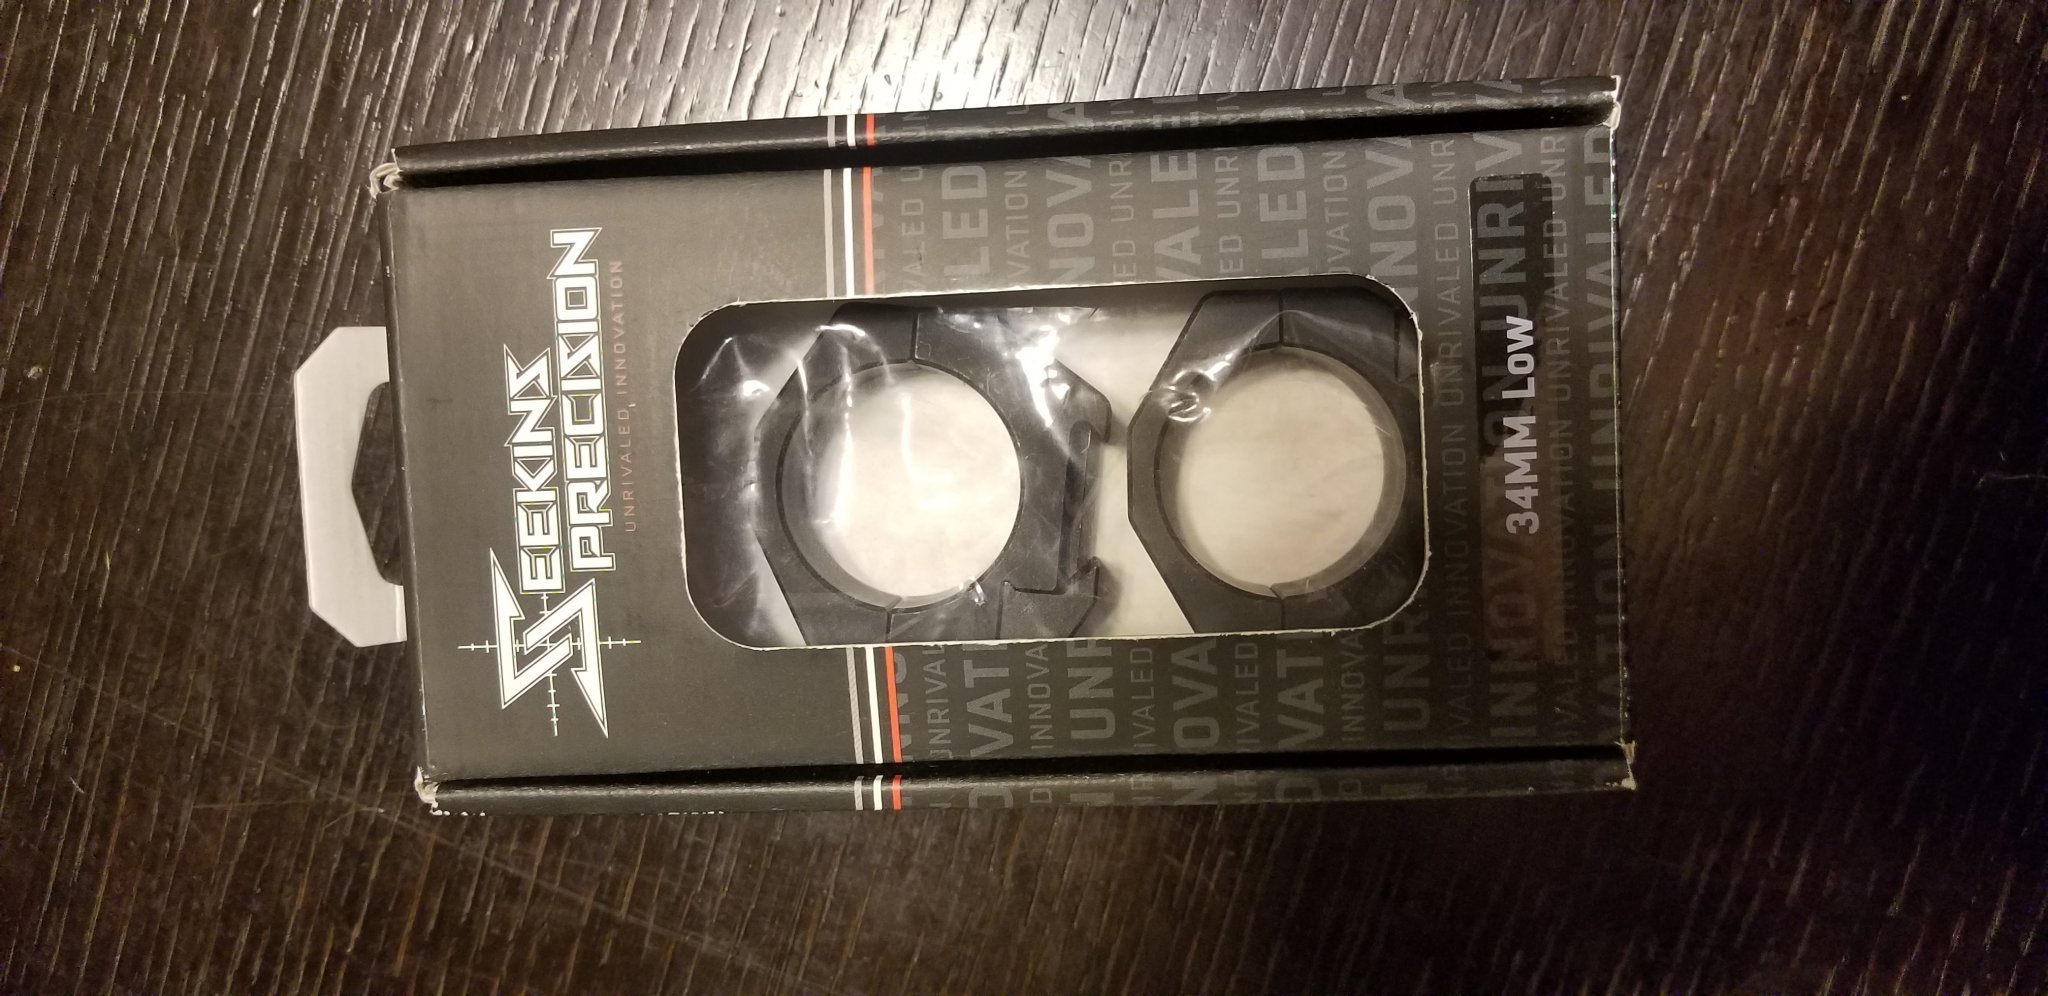 SEEKINS
PRECISION
UNRIVALED INNOVATION
34MM LOW